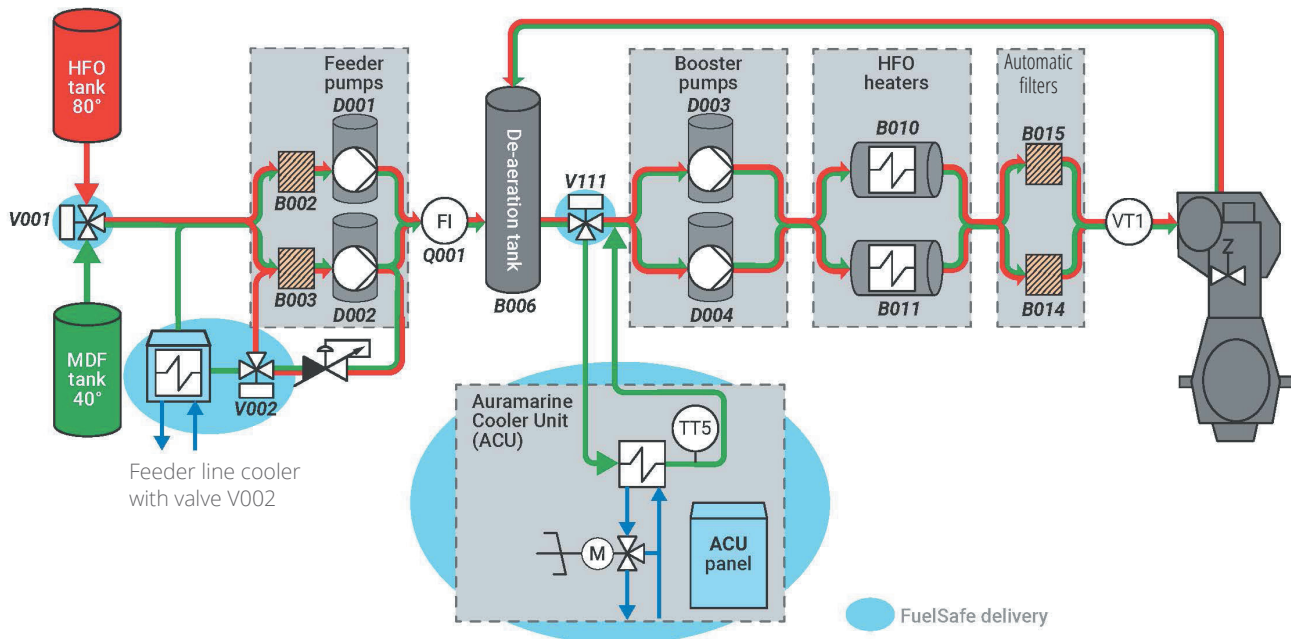 HFO
tank
80°
V001
MDF
tank
40°
Feeder
pumps
D001
B002
B003
D002
V002
Feeder line cooler
with valve V002
FI
Q001
De-aeration tank
B006
V111
Booster
pumps
D003
D004
HFO
heaters
B010
B011
Automatic
filters
B015
B014
VT1
Z
Auramarine
Cooler Unit
(ACU)
TT5
M
ACU
panel
FuelSafe delivery